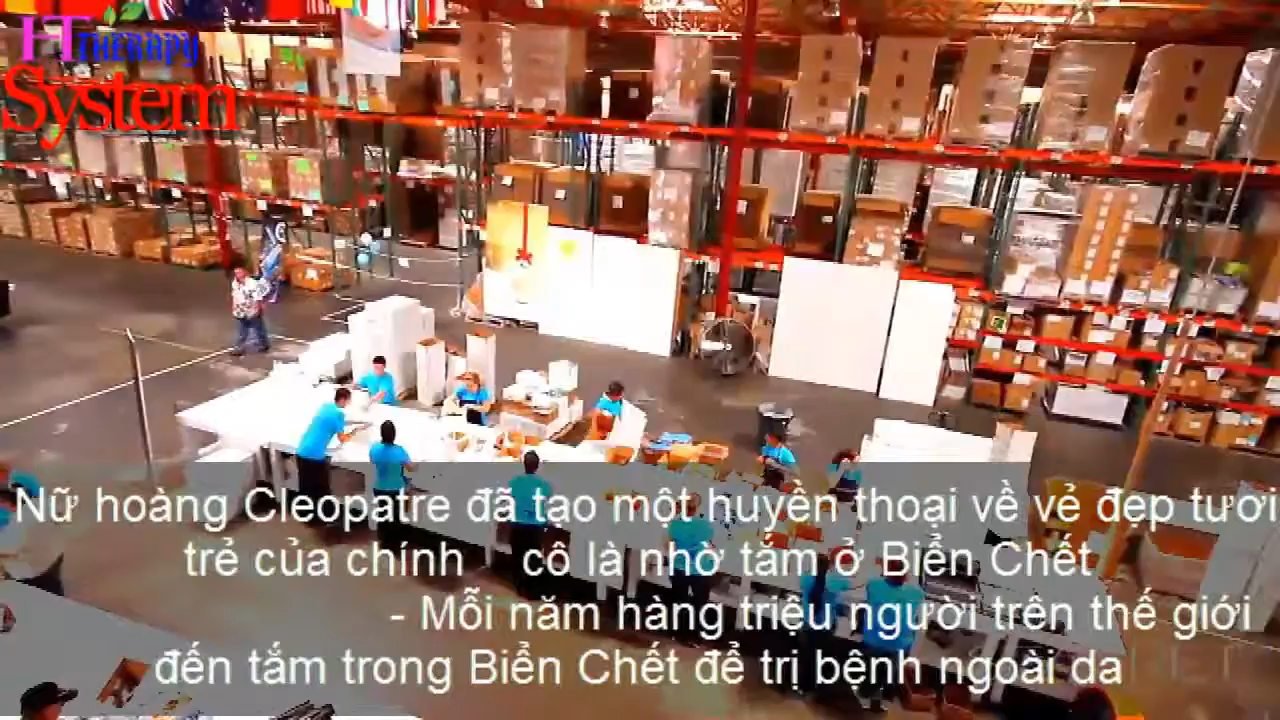 HT THERAPY
System
Nữ hoàng Cleopatre đã tạo một huyền thoại về vẻ đẹp tươi
trẻ của chính cô là nhờ tắm ở Biển Chết
- Mỗi năm hàng triệu người trên thế giới
đến tắm trong Biển Chết để trị bệnh ngoài da